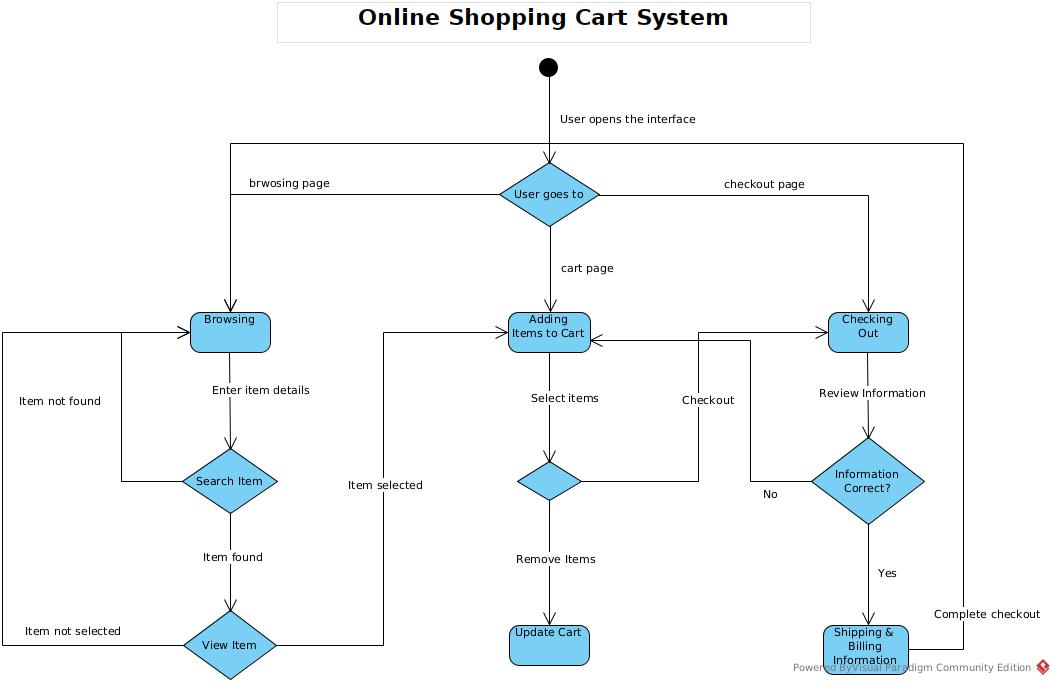 Online Shopping Cart System
User opens the interface
brwosing page
User goes to
checkout page
cart page
Browsing
Adding
Items to Cart
Checking
Out
Enter item details
Select items
Review Information
Item not found
Checkout
Search Item
Item selected
Information
Correct?
No
Item found
Remove Items
Yes
Item not selected
View Item
Update Cart
Complete checkout
Shipping &
Billing
Information
Powered ByVisual Paradigm Community Edition